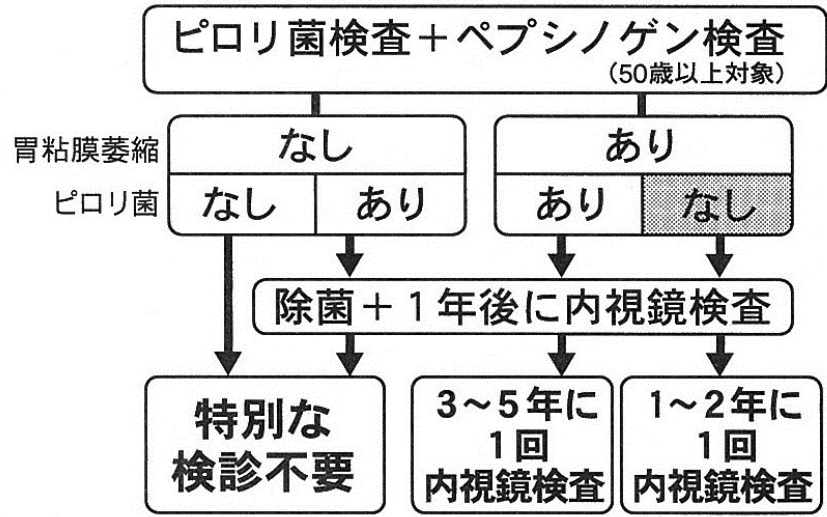 ピロリ菌検査＋ペプシノゲン検査
（50歳以上対象）
胃粘膜萎縮
なし
あり
ピロリ菌
なし
あり
あり
なし
除菌＋１年後に内視鏡検査
特別な
検診不要
3～5年に
1回
内視鏡検査
1～2年に
1回
内視鏡検査